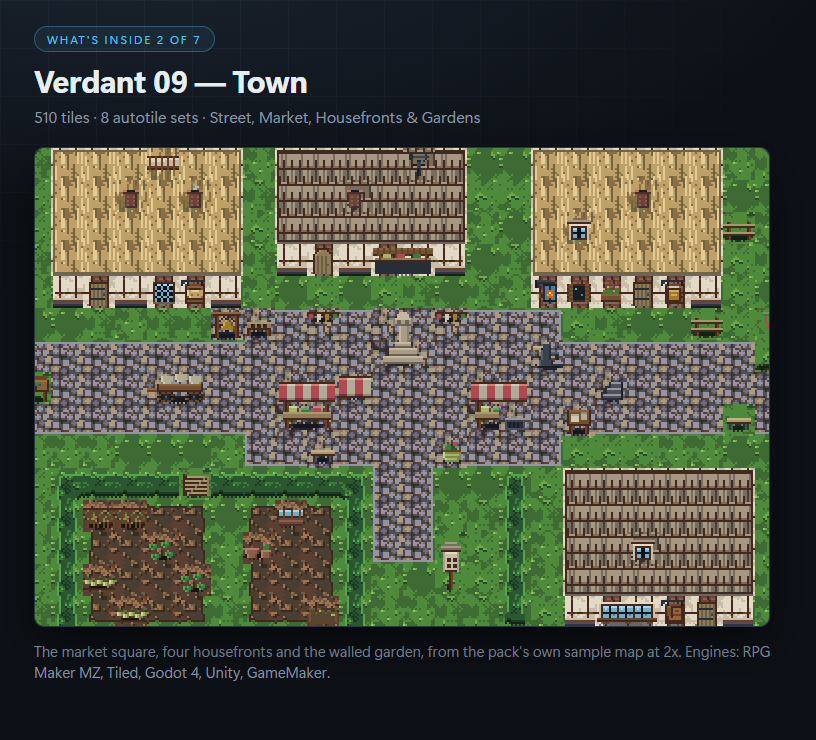 WHAT'S INSIDE 2 OF 7
Verdant 09 — Town
510 tiles · 8 autotile sets · Street, Market, Housefronts & Gardens
The market square, four housefronts and the walled garden, from the pack's own sample map at 2x. Engines: RPG
Maker MZ, Tiled, Godot 4, Unity, GameMaker.